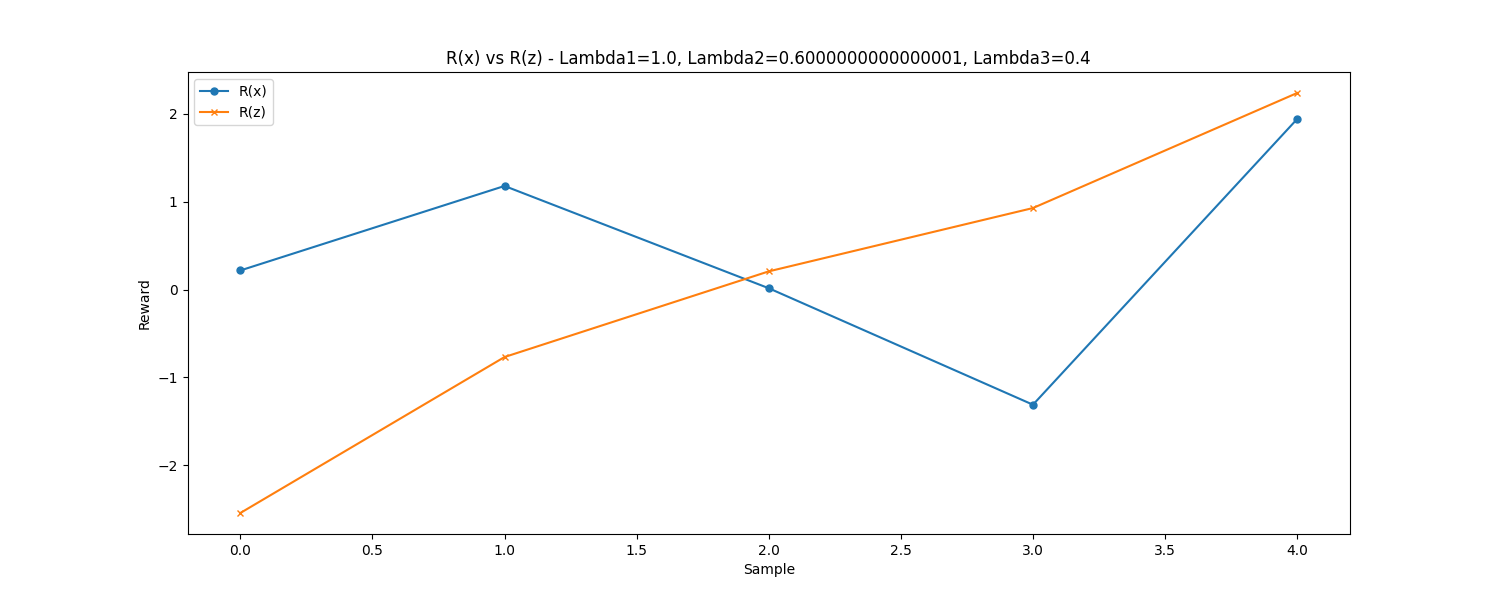 R(x) vs R(z) - Lambda1=1.0, Lambda2=0.6000000000000001, Lambda3=0.4
R(x)
R(z)
2
1
0
−1
−2
Reward
0.0 0.5 1.0 1.5 2.0 2.5 3.0 3.5 4.0
Sample